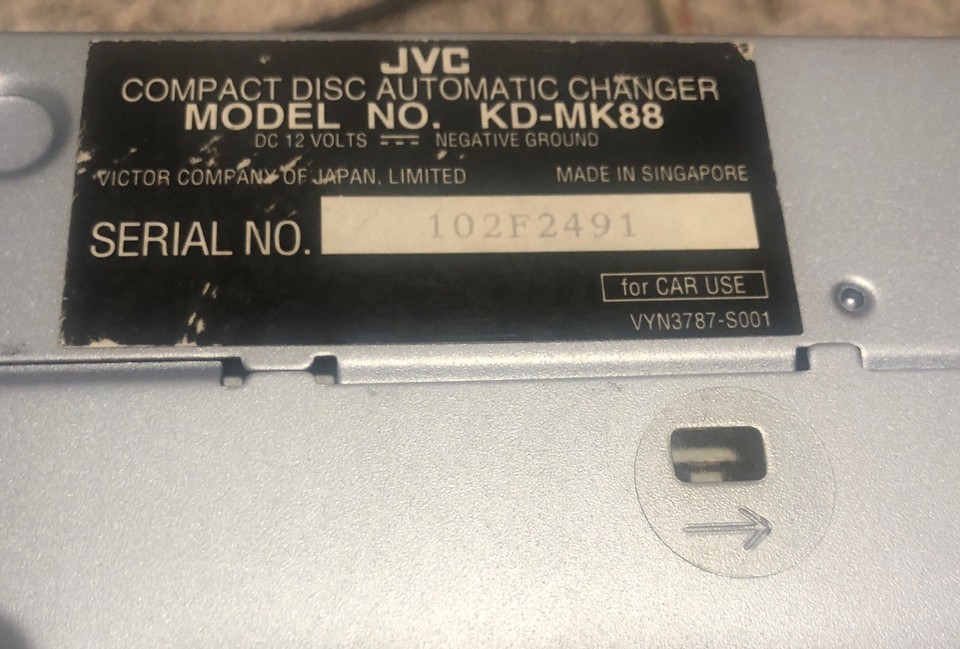 JVC
COMPACT DISC AUTOMATIC CHANGER
MODEL NO. KD-MK88
DC 12 VOLTS NEGATIVE GROUND
VICTOR COMPANY OF JAPAN, LIMITED MADE IN SINGAPORE
SERIAL NO. 102F2491
for CAR USE
VYN3787-S001